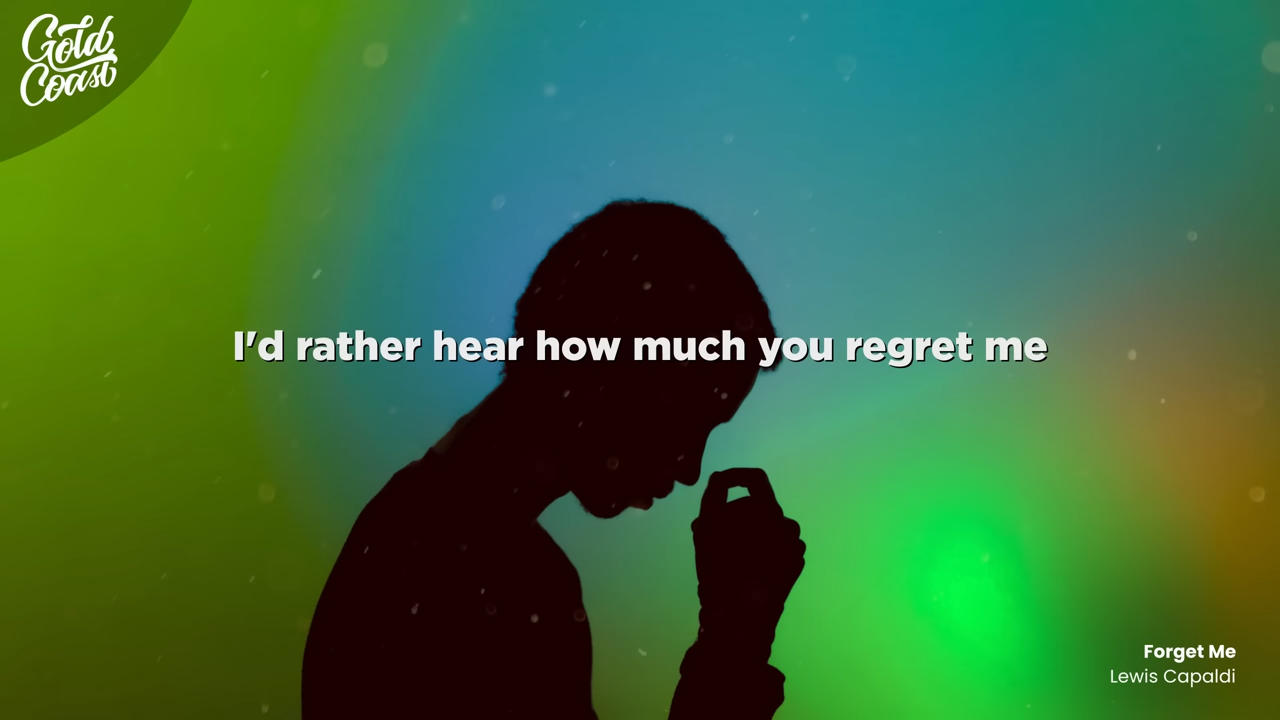 Gold
Coast
I'd rather hear how much you regret me
Forget Me
Lewis Capaldi